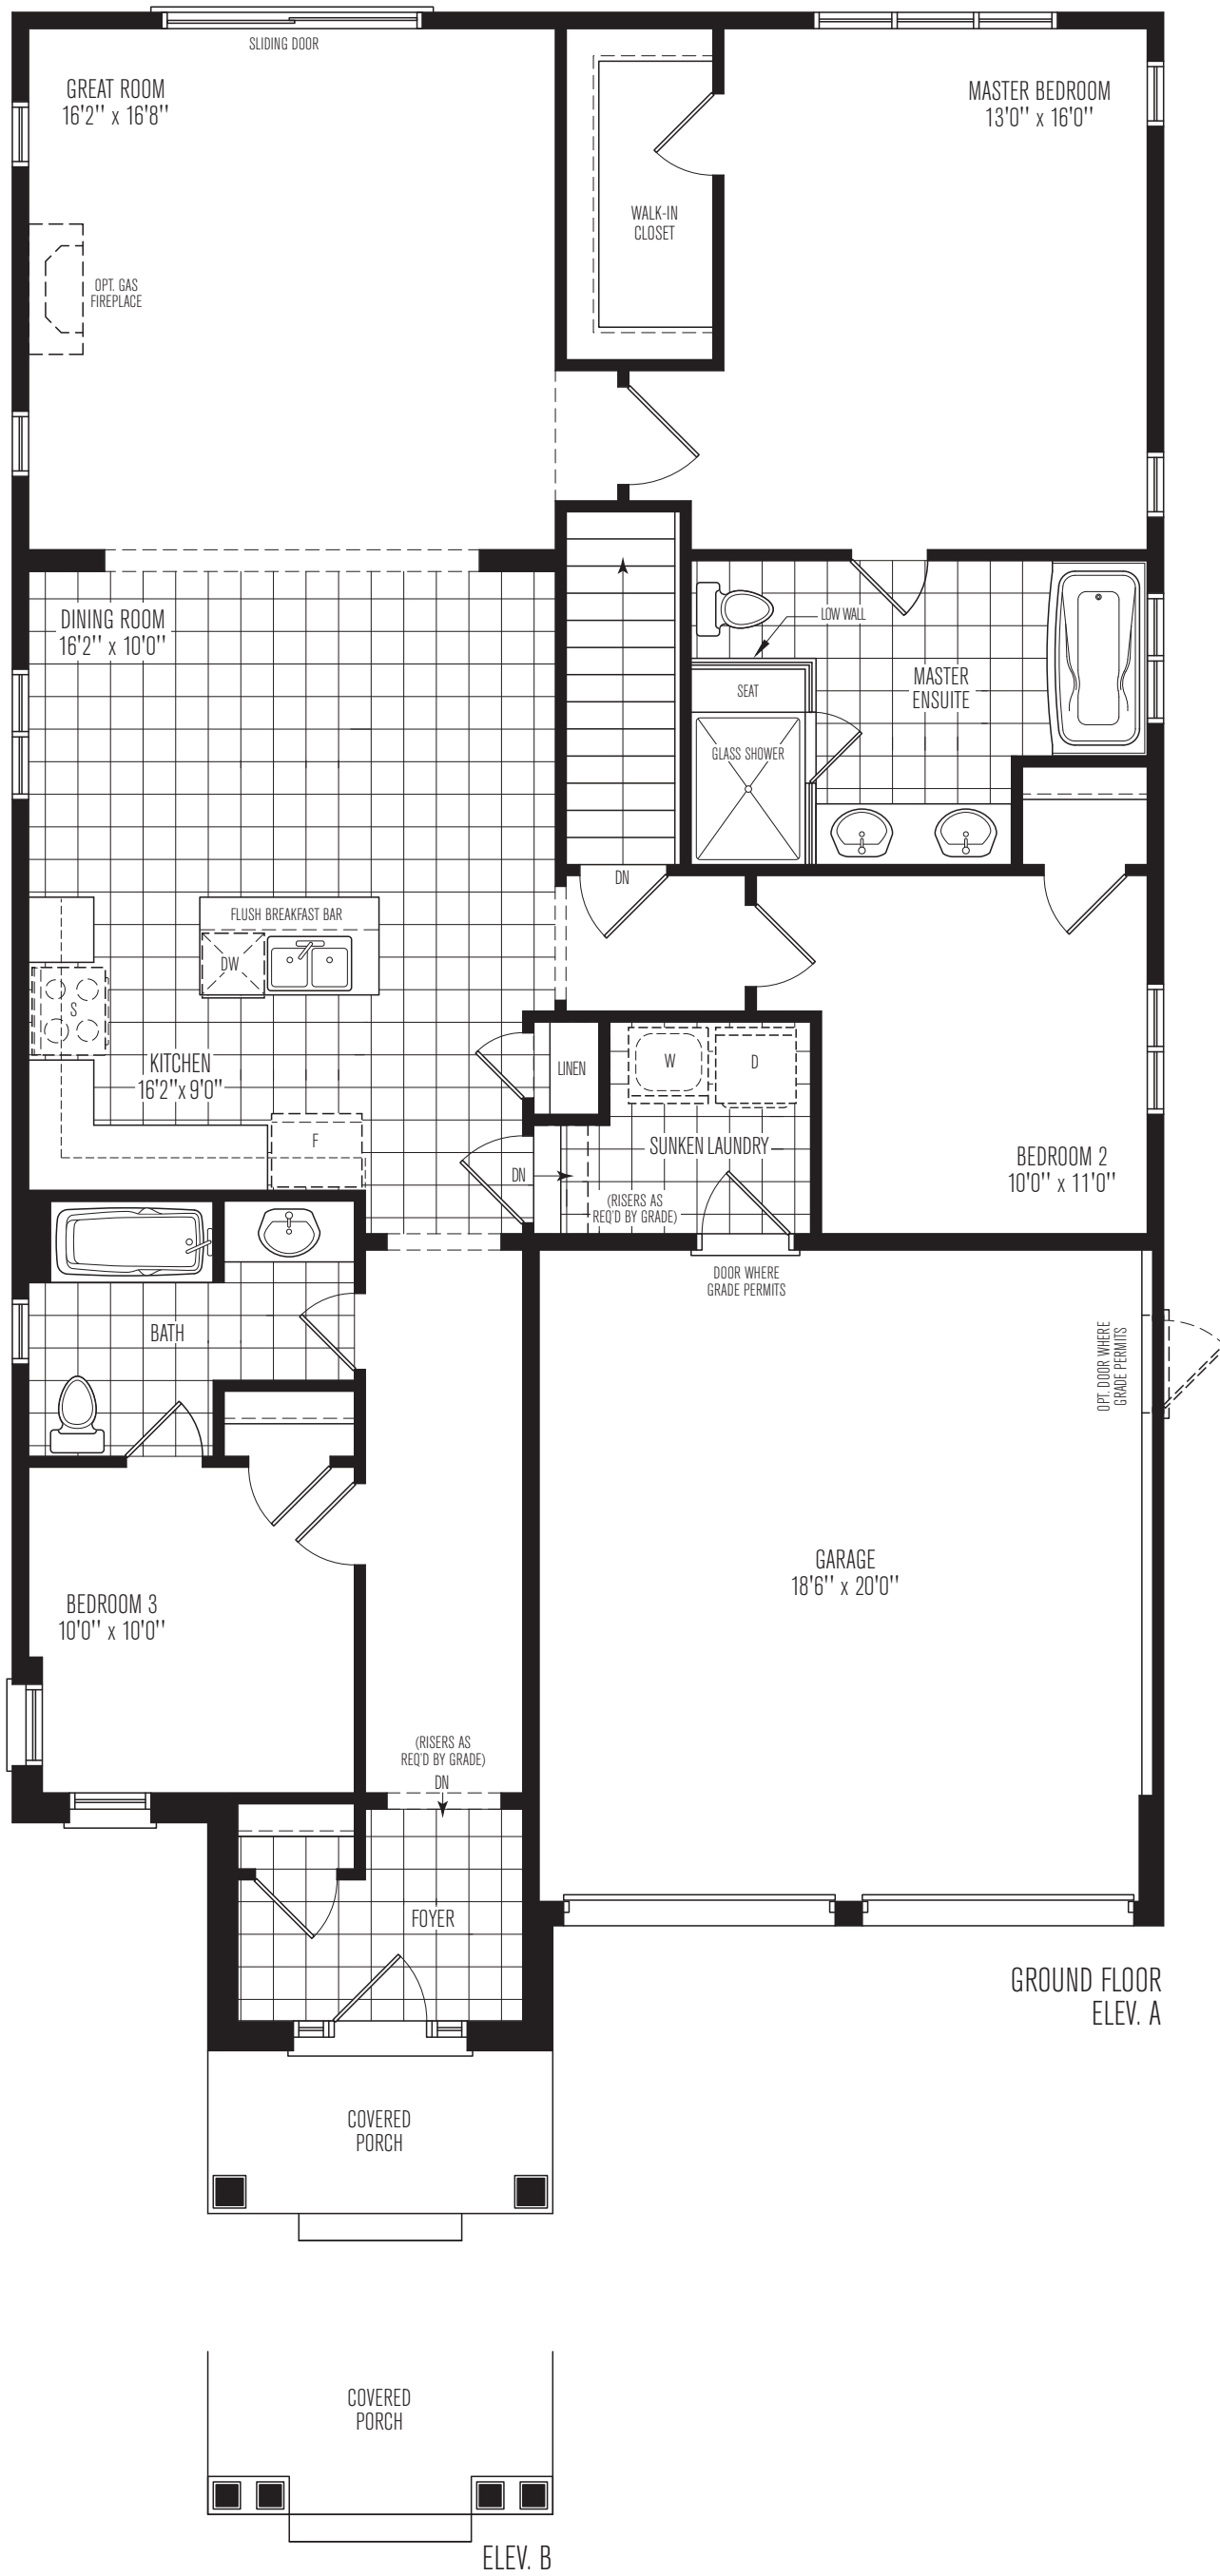 SLIDING DOOR
GREAT ROOM
16'2'' x 16'8''
MASTER BEDROOM
13'0'' x 16'0''
WALK-IN
CLOSET
OPT. GAS
FIREPLACE
DINING ROOM
16'2'' x 10'0''
LOW WALL
MASTER
ENSUITE
SEAT
GLASS SHOWER
DN
FLUSH BREAKFAST BAR
DW
S
KITCHEN
16'2''x 9'0''
LINEN
W
D
F
SUNKEN LAUNDRY
DN
(RISERS AS
REQ'D BY GRADE)
BEDROOM 2
10'0'' x 11'0''
DOOR WHERE
GRADE PERMITS
BATH
OPT. DOOR WHERE
GRADE PERMITS
GARAGE
18'6'' x 20'0''
BEDROOM 3
10'0'' x 10'0''
(RISERS AS
REQ'D BY GRADE)
DN
FOYER
GROUND FLOOR
ELEV. A
COVERED
PORCH
COVERED
PORCH
ELEV. B